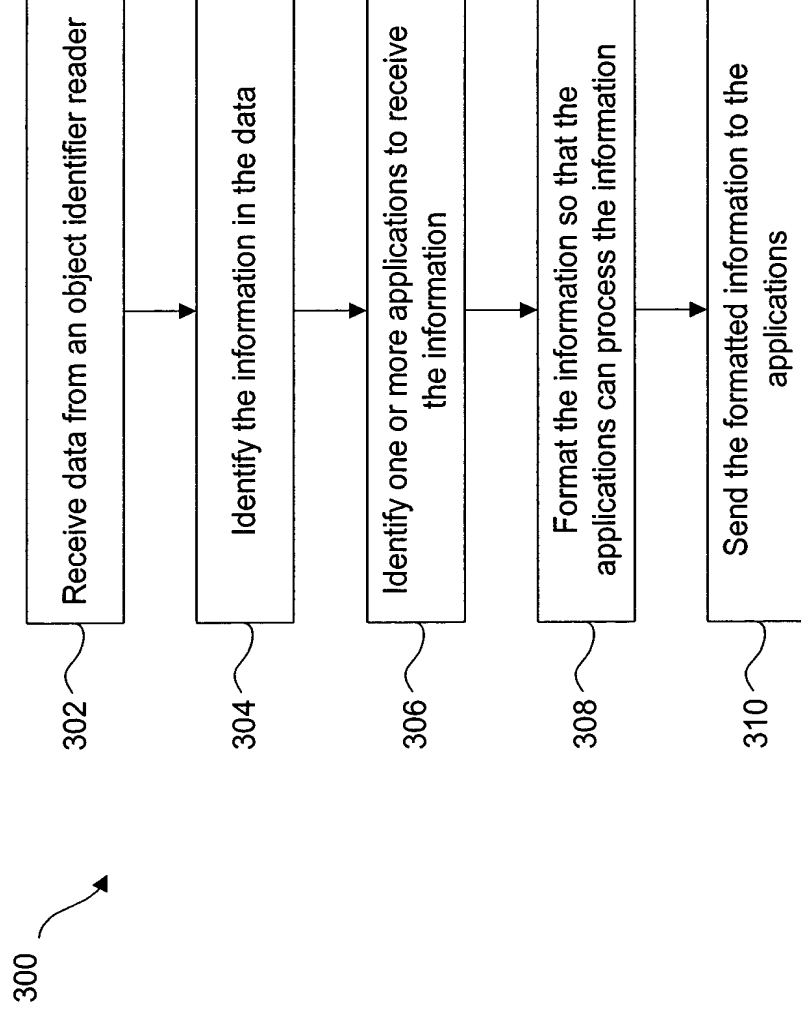 300
302
Receive data from an object identifier reader
304
Identify the information in the data
306
Identify one or more applications to receive
the information
308
Format the information so that the
applications can process the information
310
Send the formatted information to the
applications